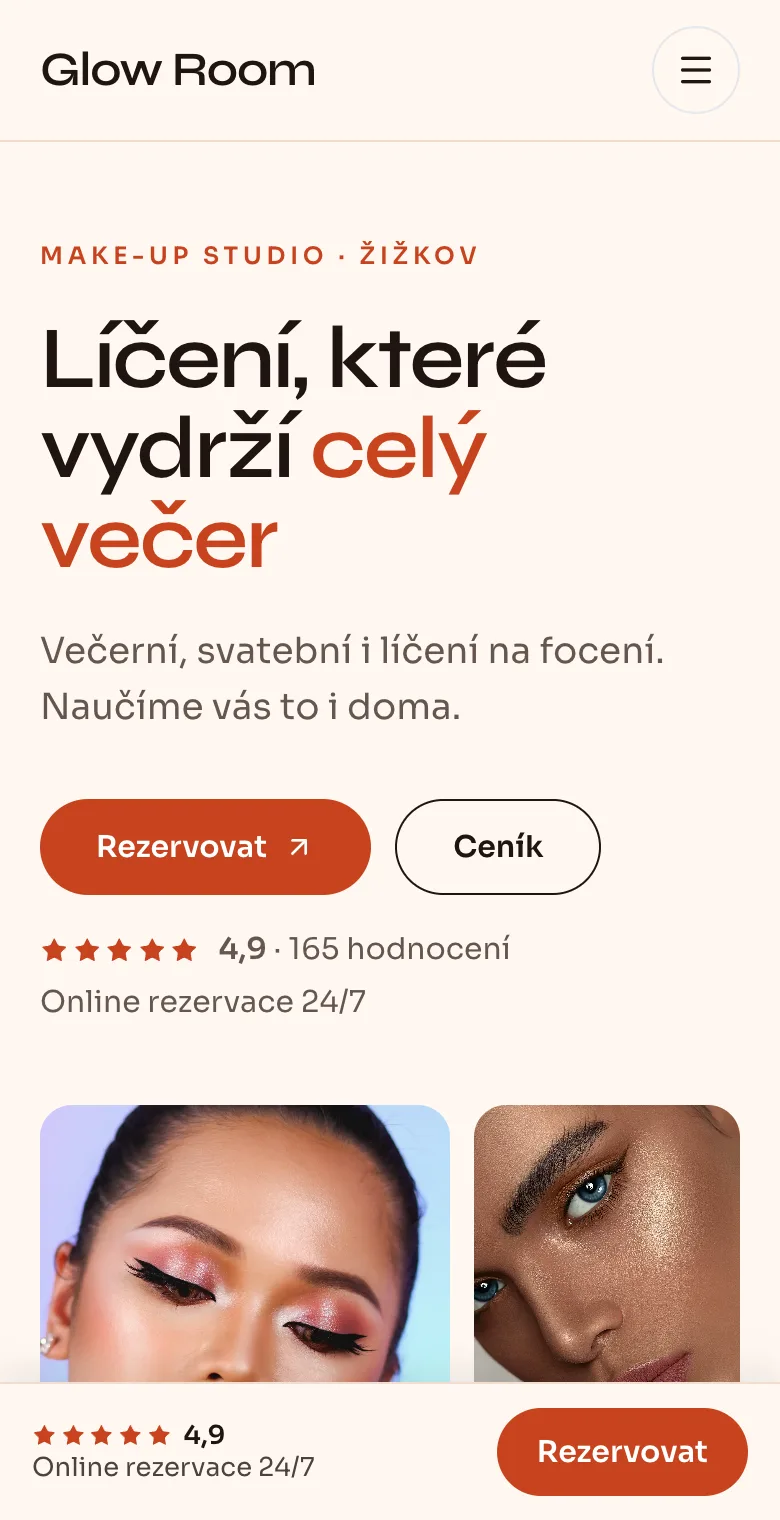 Glow Room
MAKE-UP STUDIO · ŽIŽKOV
Líčení, které
vydrží celý
večer
Večerní, svatební i líčení na focení.
Naučíme vás to i doma.
Rezervovat
Ceník
4,9 · 165 hodnocení
Online rezervace 24/7
4,9
Online rezervace 24/7
Rezervovat